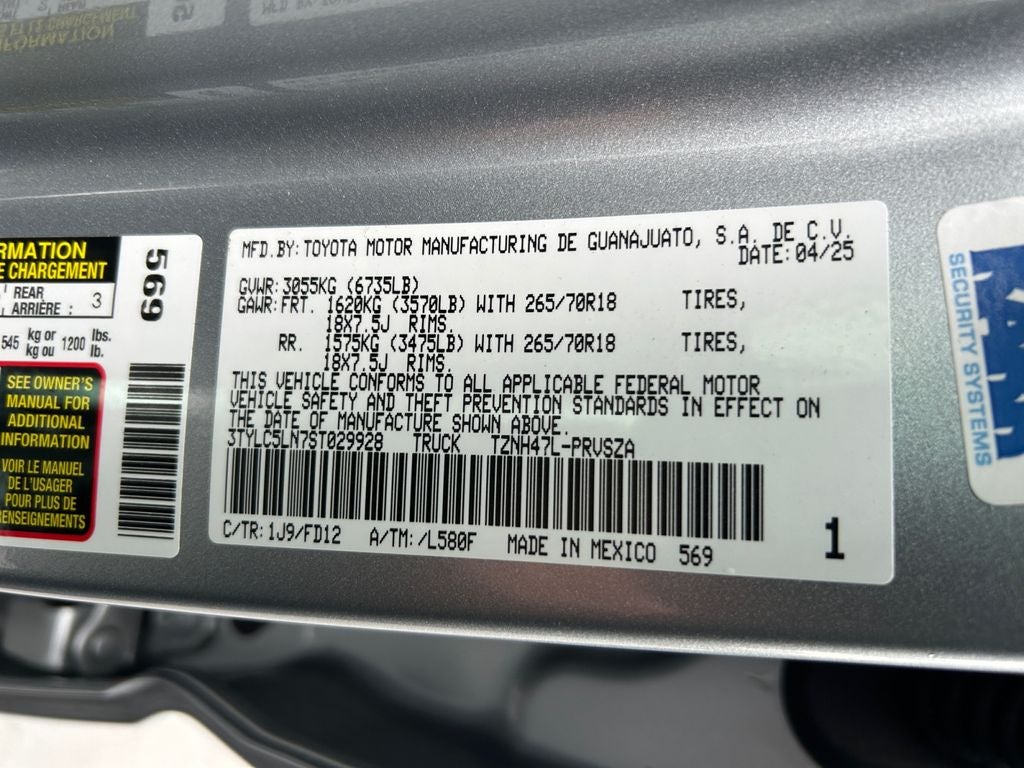 RMATION
E CHARGEMENT
REAR
ARRIÈRE : 3
545 kg or 1200 lbs.
kg ou lb.
SEE OWNER'S
MANUAL FOR
ADDITIONAL
INFORMATION
VOIR LE MANUEL
DE L'USAGER
POUR PLUS DE
RENSEIGNEMENTS
569
MFD.BY:TOYOTA MOTOR MANUFACTURING DE GUANAJUATO, S.A. DE C.V.
DATE:04/25
GVWR:3055KG (6735LB)
GAWR:FRT. 1620KG (3570LB) WITH 265/70R18 TIRES,
18X7.5J RIMS.
RR. 1575KG (3475LB) WITH 265/70R18 TIRES,
18X7.5J RIMS.
THIS VEHICLE CONFORMS TO ALL APPLICABLE FEDERAL MOTOR
VEHICLE SAFETY AND THEFT PREVENTION STANDARDS IN EFFECT ON
THE DATE OF MANUFACTURE SHOWN ABOVE.
3TYLC5LN7ST029928 TRUCK TZNH47L-PRVSZA
C/TR:1J9/FD12 A/TM:/L580F MADE IN MEXICO 569
1
SECURITY SYSTEMS